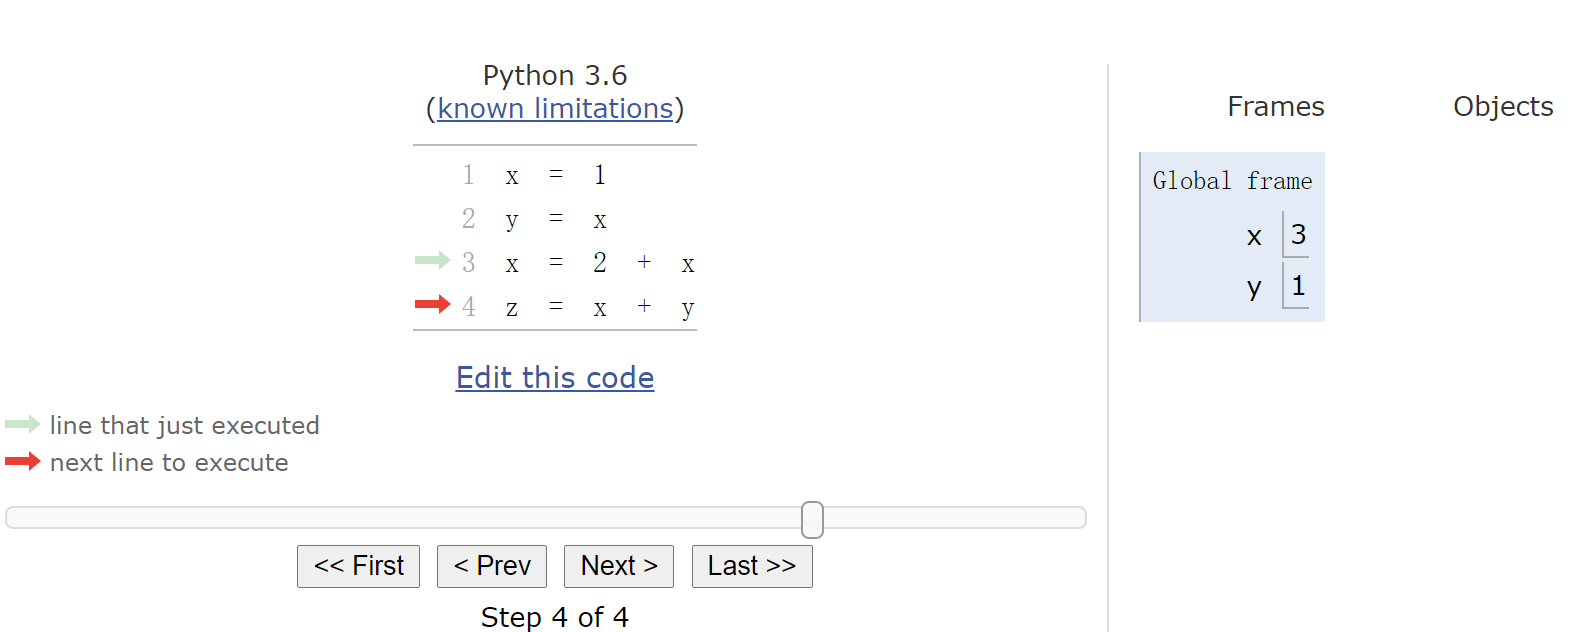 Python 3.6
(known limitations)
1 x = 1
2 y = x
3 x = 2 + x
4 z = x + y
Edit this code
line that just executed
next line to execute
<< First < Prev Next > Last >>
Step 4 of 4
Frames Objects
Global frame
x 3
y 1